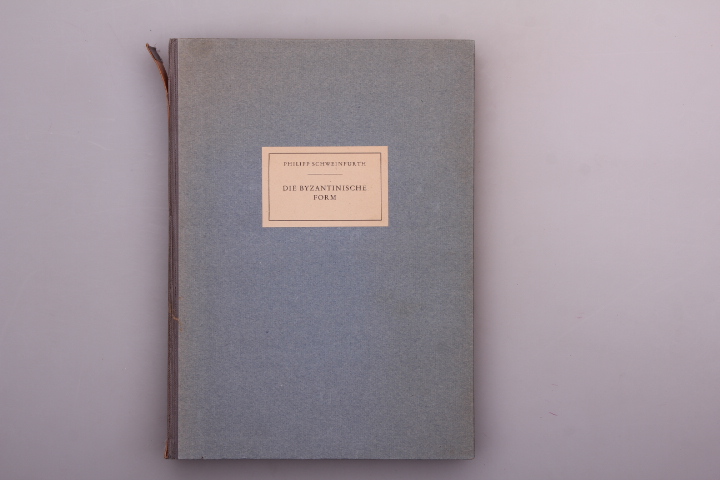 PHILIPP SCHWEINFURTH
DIE BYZANTINISCHE
FORM